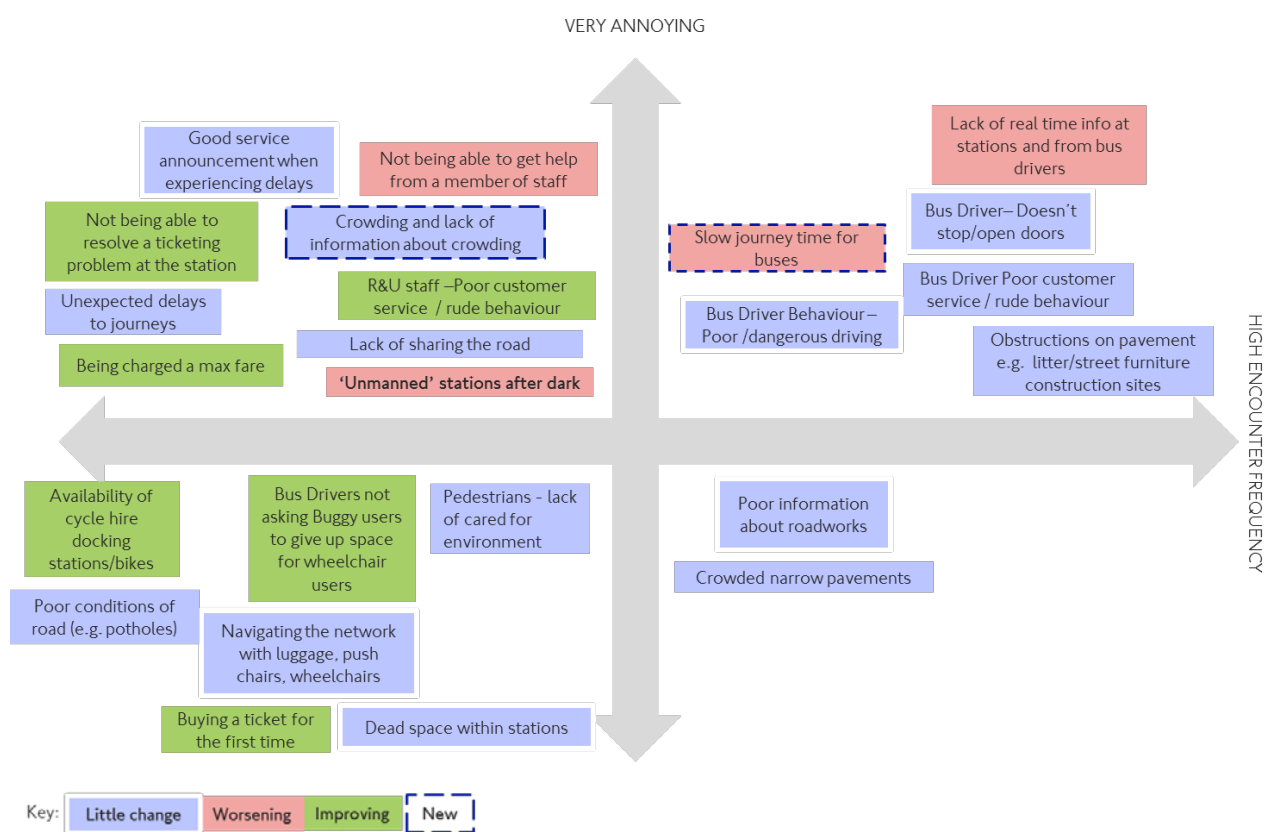 VERY ANNOYING
Good service
announcement when
experiencing delays
Not being able to get help
from a member of staff
Not being able to
resolve a ticketing
problem at the station
Crowding and lack of
information about crowding
R&U staff –Poor customer
service / rude behaviour
Unexpected delays
to journeys
Lack of sharing the road
Being charged a max fare
‘Unmanned’ stations after dark
Lack of real time info at
stations and from bus
drivers
Bus Driver– Doesn’t
stop/open doors
Slow journey time for
buses
Bus Driver Poor customer
service / rude behaviour
Bus Driver Behaviour –
Poor /dangerous driving
Obstructions on pavement
e.g. litter/street furniture
construction sites
HIGH ENCOUNTER FREQUENCY
Availability of
cycle hire
docking
stations/bikes
Bus Drivers not
asking Buggy users
to give up space
for wheelchair
users
Pedestrians - lack
of cared for
environment
Poor conditions of
road (e.g. potholes)
Navigating the network
with luggage, push
chairs, wheelchairs
Buying a ticket for
the first time
Dead space within stations
Poor information
about roadworks
Crowded narrow pavements
Key: Little change Worsening Improving New